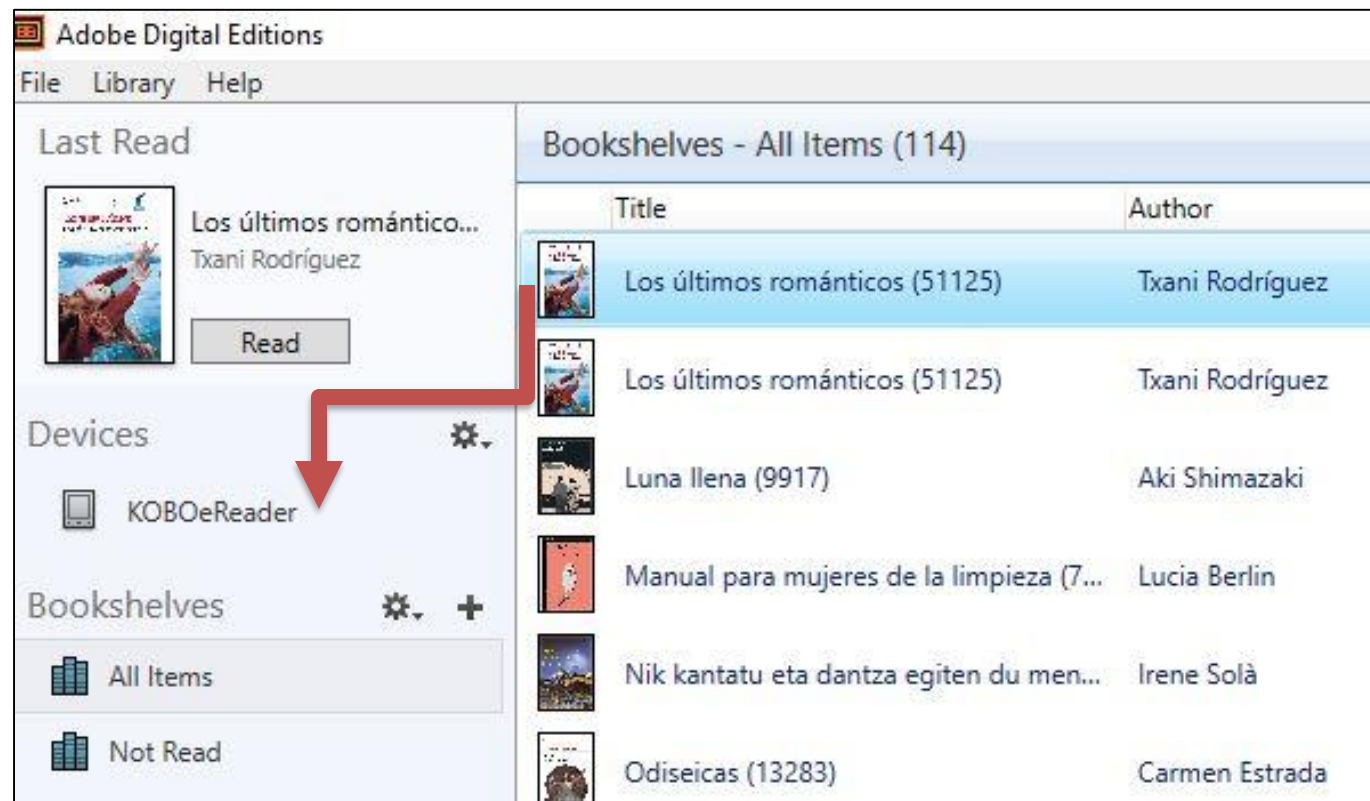 Adobe Digital Editions
File Library Help
Last Read
Los últimos romántico...
Txani Rodríguez
Read
Devices
KOBOeReader
Bookshelves
All Items
Not Read
Bookshelves - All Items (114)
Title Author
Los últimos románticos (51125) Txani Rodríguez
Los últimos románticos (51125) Txani Rodríguez
Luna llena (9917) Aki Shimazaki
Manual para mujeres de la limpieza (7... Lucia Berlin
Nik kantatu eta dantza egiten du men... Irene Solà
Odiseicas (13283) Carmen Estrada